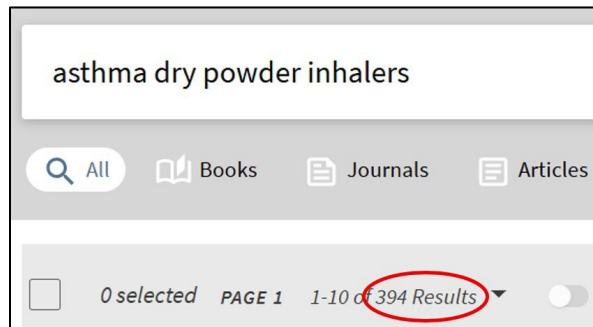 asthma dry powder inhalers
All Books Journals Articles
0 selected PAGE 1 1-10 of 394 Results